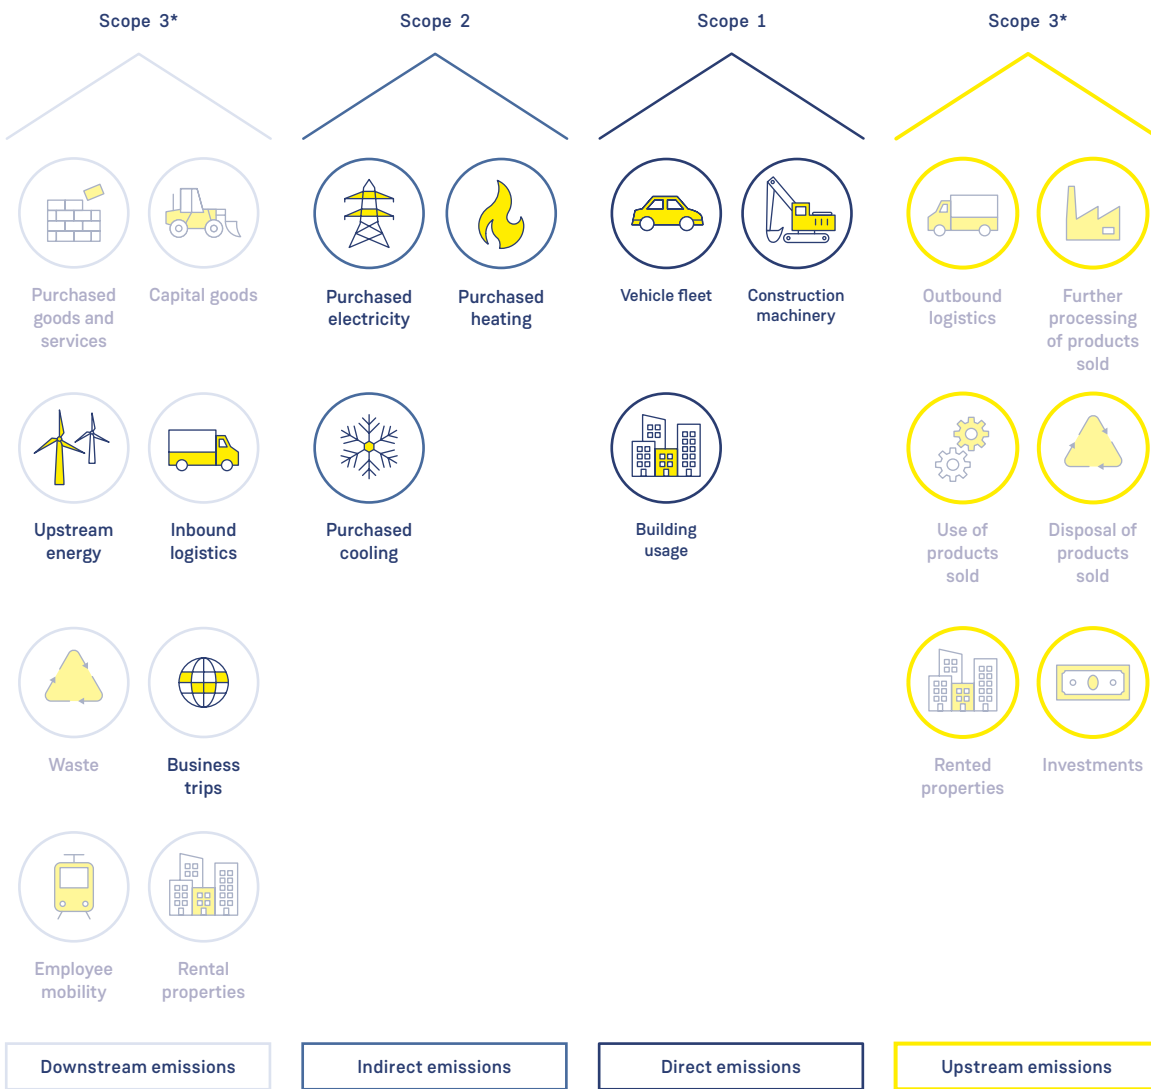 Scope 3*
Scope 2
Scope 1
Scope 3*
Purchased
goods and
services
Capital goods
Purchased
electricity
Purchased
heating
Vehicle fleet
Construction
machinery
Outbound
logistics
Further
processing
of products
sold
Upstream
energy
Inbound
logistics
Purchased
cooling
Building
usage
Use of
products
sold
Disposal of
products
sold
Waste
Business
trips
Rented
properties
Investments
Employee
mobility
Rental
properties
Downstream emissions
Indirect emissions
Direct emissions
Upstream emissions